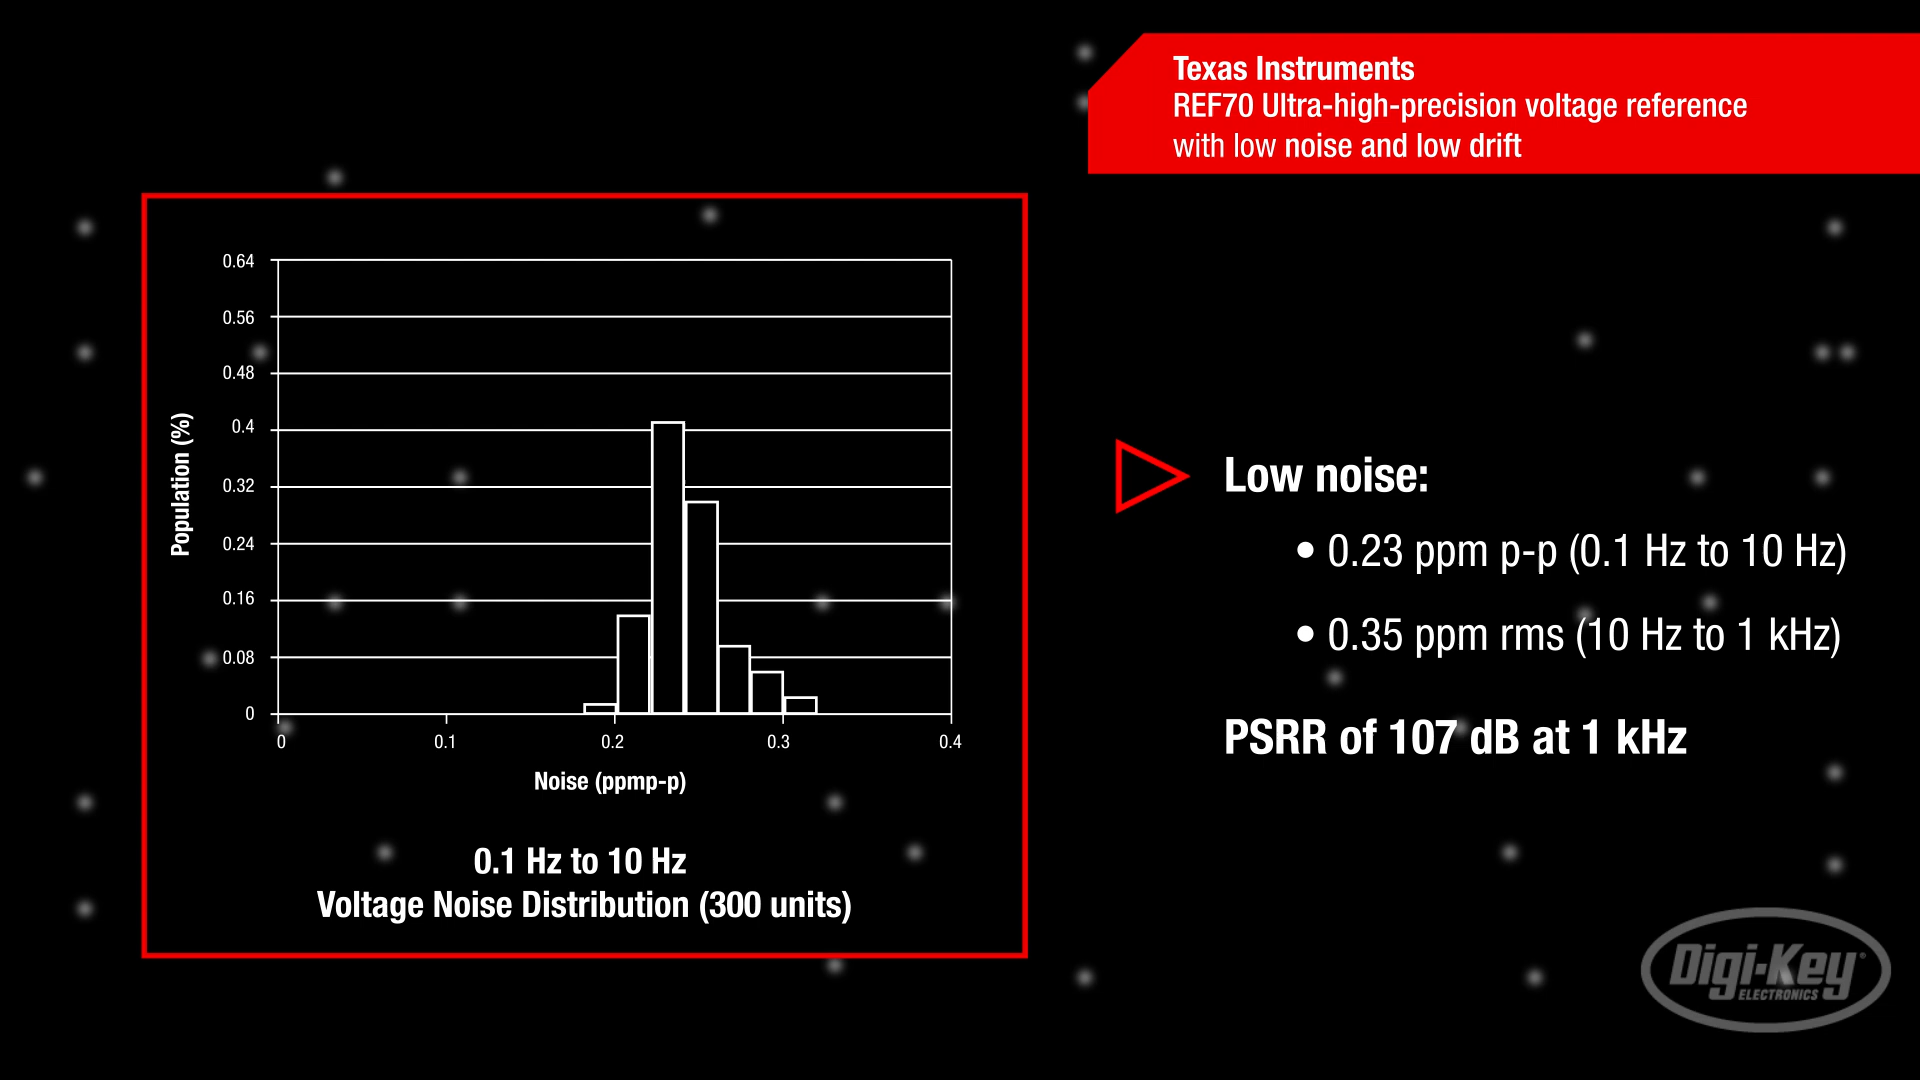 Texas Instruments
REF70 Ultra-high-precision voltage reference
with low noise and low drift
0.64
0.56
0.48
0.4
0.32
0.24
0.16
0.08
0
Population (%)
0 0.1 0.2 0.3 0.4
Noise (ppmp-p)
0.1 Hz to 10 Hz
Voltage Noise Distribution (300 units)
Low noise:
• 0.23 ppm p-p (0.1 Hz to 10 Hz)
• 0.35 ppm rms (10 Hz to 1 kHz)
PSRR of 107 dB at 1 kHz
Digi-Key®
ELECTRONICS